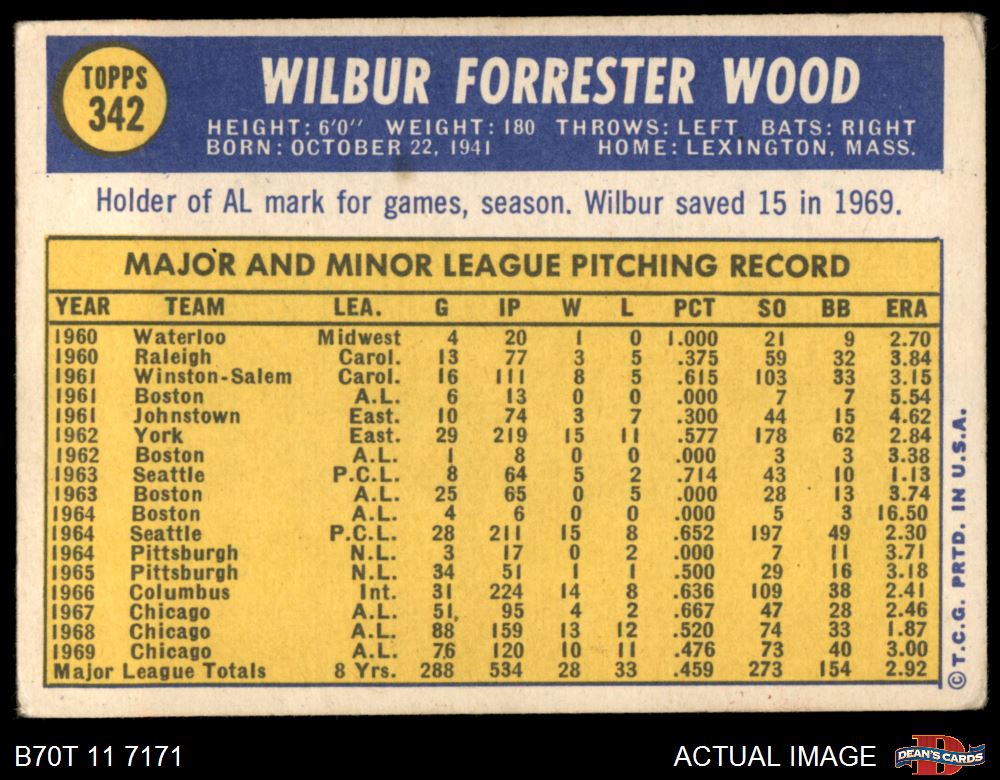 TOPPS
342
WILBUR FORRESTER WOOD
HEIGHT: 6'0" WEIGHT: 180 THROWS: LEFT BATS: RIGHT
BORN: OCTOBER 22, 1941 HOME: LEXINGTON, MASS.
Holder of AL mark for games, season. Wilbur saved 15 in 1969.
MAJOR AND MINOR LEAGUE PITCHING RECORD
YEAR TEAM LEA. G IP W L PCT SO BB ERA
1960 Waterloo Midwest 4 20 1 0 1.000 21 9 2.70
1960 Raleigh Carol. 13 77 3 5 .375 59 32 3.84
1961 Winston-Salem Carol. 16 111 8 5 .615 103 33 3.15
1961 Boston A.L. 6 13 0 0 .000 7 7 5.54
1961 Johnstown East. 10 74 3 7 .300 44 15 4.62
1962 York East. 29 219 15 11 .577 178 62 2.84
1962 Boston A.L. 1 8 0 0 .000 3 3 3.38
1963 Seattle P.C.L. 8 64 5 2 .714 43 10 1.13
1963 Boston A.L. 25 65 0 5 .000 28 13 3.74
1964 Boston A.L. 4 6 0 0 .000 5 3 16.50
1964 Seattle P.C.L. 28 211 15 8 .652 197 49 2.30
1964 Pittsburgh N.L. 3 17 0 2 .000 7 11 3.71
1965 Pittsburgh N.L. 34 51 1 1 .500 29 16 3.18
1966 Columbus Int. 31 224 14 8 .636 109 38 2.41
1967 Chicago A.L. 51 95 4 2 .667 47 28 2.46
1968 Chicago A.L. 88 159 13 12 .520 74 33 1.87
1969 Chicago A.L. 76 120 10 11 .476 73 40 3.00
Major League Totals 8 Yrs. 288 534 28 33 .459 273 154 2.92
©T.C.G. PRTD. IN U.S.A.
B70T 11 7171
ACTUAL IMAGE
D
DEAN'S CARDS